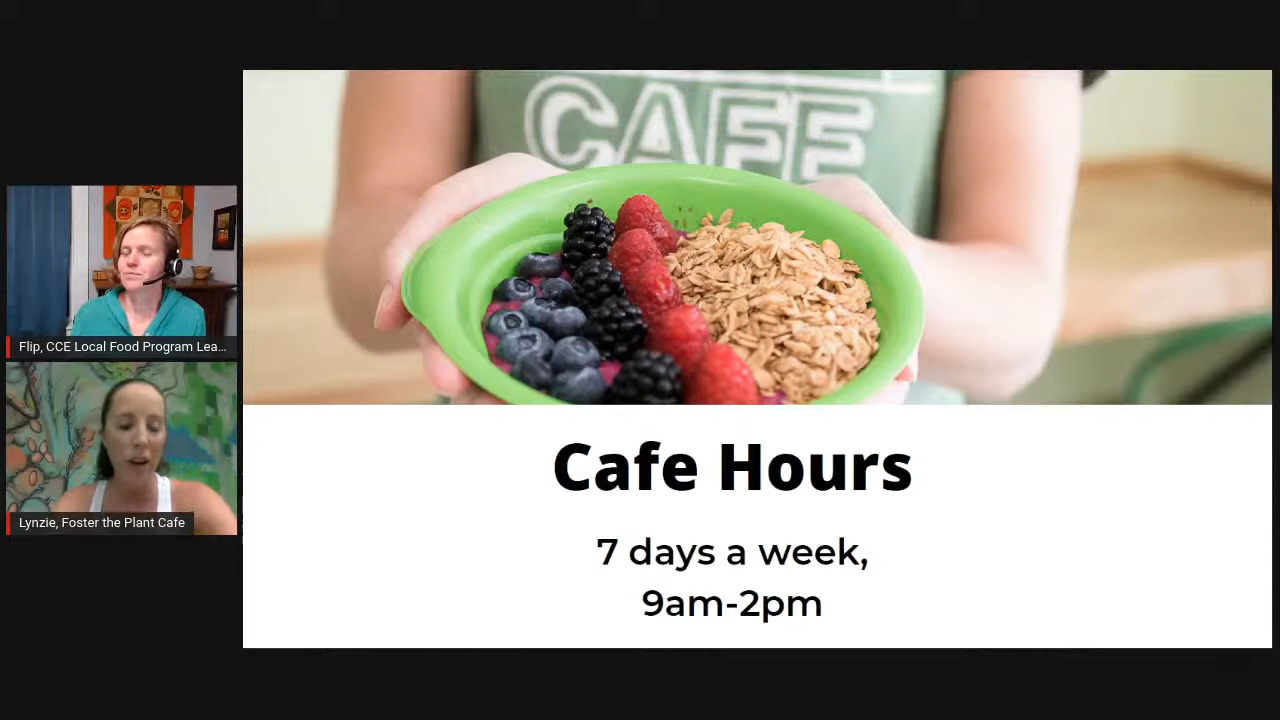 CAFE
Flip, CCE Local Food Program Lea...
Lynzie, Foster the Plant Cafe
Cafe Hours
7 days a week,
9am-2pm